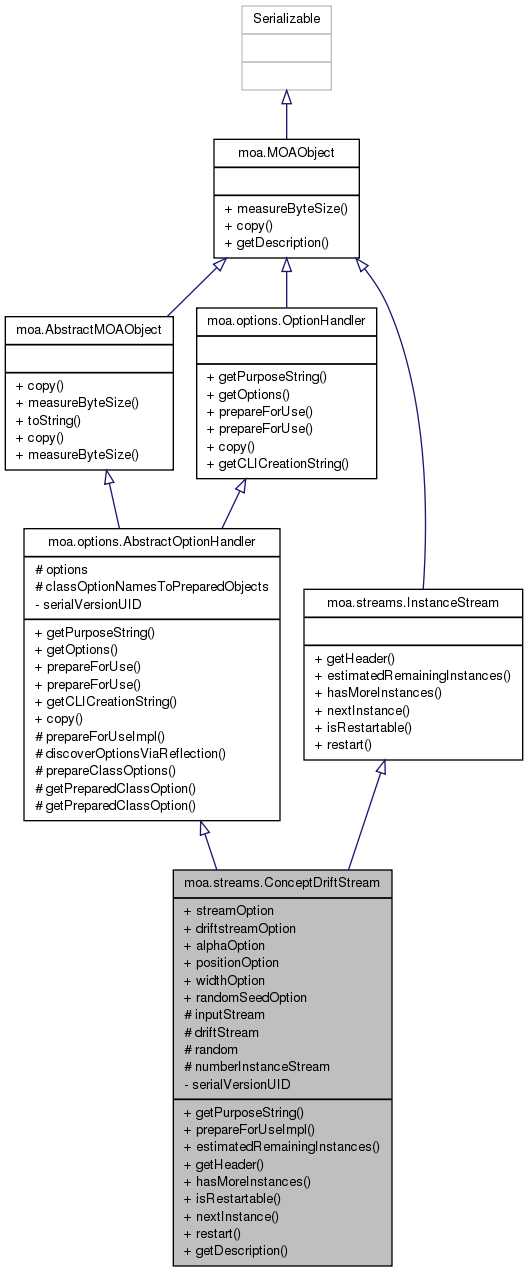 Serializable
moa.MOAObject
+ measureByteSize()
+ copy()
+ getDescription()
moa.AbstractMOAObject
+ copy()
+ measureByteSize()
+ toString()
+ copy()
+ measureByteSize()
moa.options.OptionHandler
+ getPurposeString()
+ getOptions()
+ prepareForUse()
+ prepareForUse()
+ copy()
+ getCLICreationString()
moa.options.AbstractOptionHandler
# options
# classOptionNamesToPreparedObjects
- serialVersionUID
+ getPurposeString()
+ getOptions()
+ prepareForUse()
+ prepareForUse()
+ getCLICreationString()
+ copy()
# prepareForUseImpl()
# discoverOptionsViaReflection()
# prepareClassOptions()
# getPreparedClassOption()
# getPreparedClassOption()
moa.streams.InstanceStream
+ getHeader()
+ estimatedRemainingInstances()
+ hasMoreInstances()
+ nextInstance()
+ isRestartable()
+ restart()
moa.streams.ConceptDriftStream
+ streamOption
+ driftstreamOption
+ alphaOption
+ positionOption
+ widthOption
+ randomSeedOption
# inputStream
# driftStream
# random
# numberInstanceStream
- serialVersionUID
+ getPurposeString()
+ prepareForUseImpl()
+ estimatedRemainingInstances()
+ getHeader()
+ hasMoreInstances()
+ isRestartable()
+ nextInstance()
+ restart()
+ getDescription()